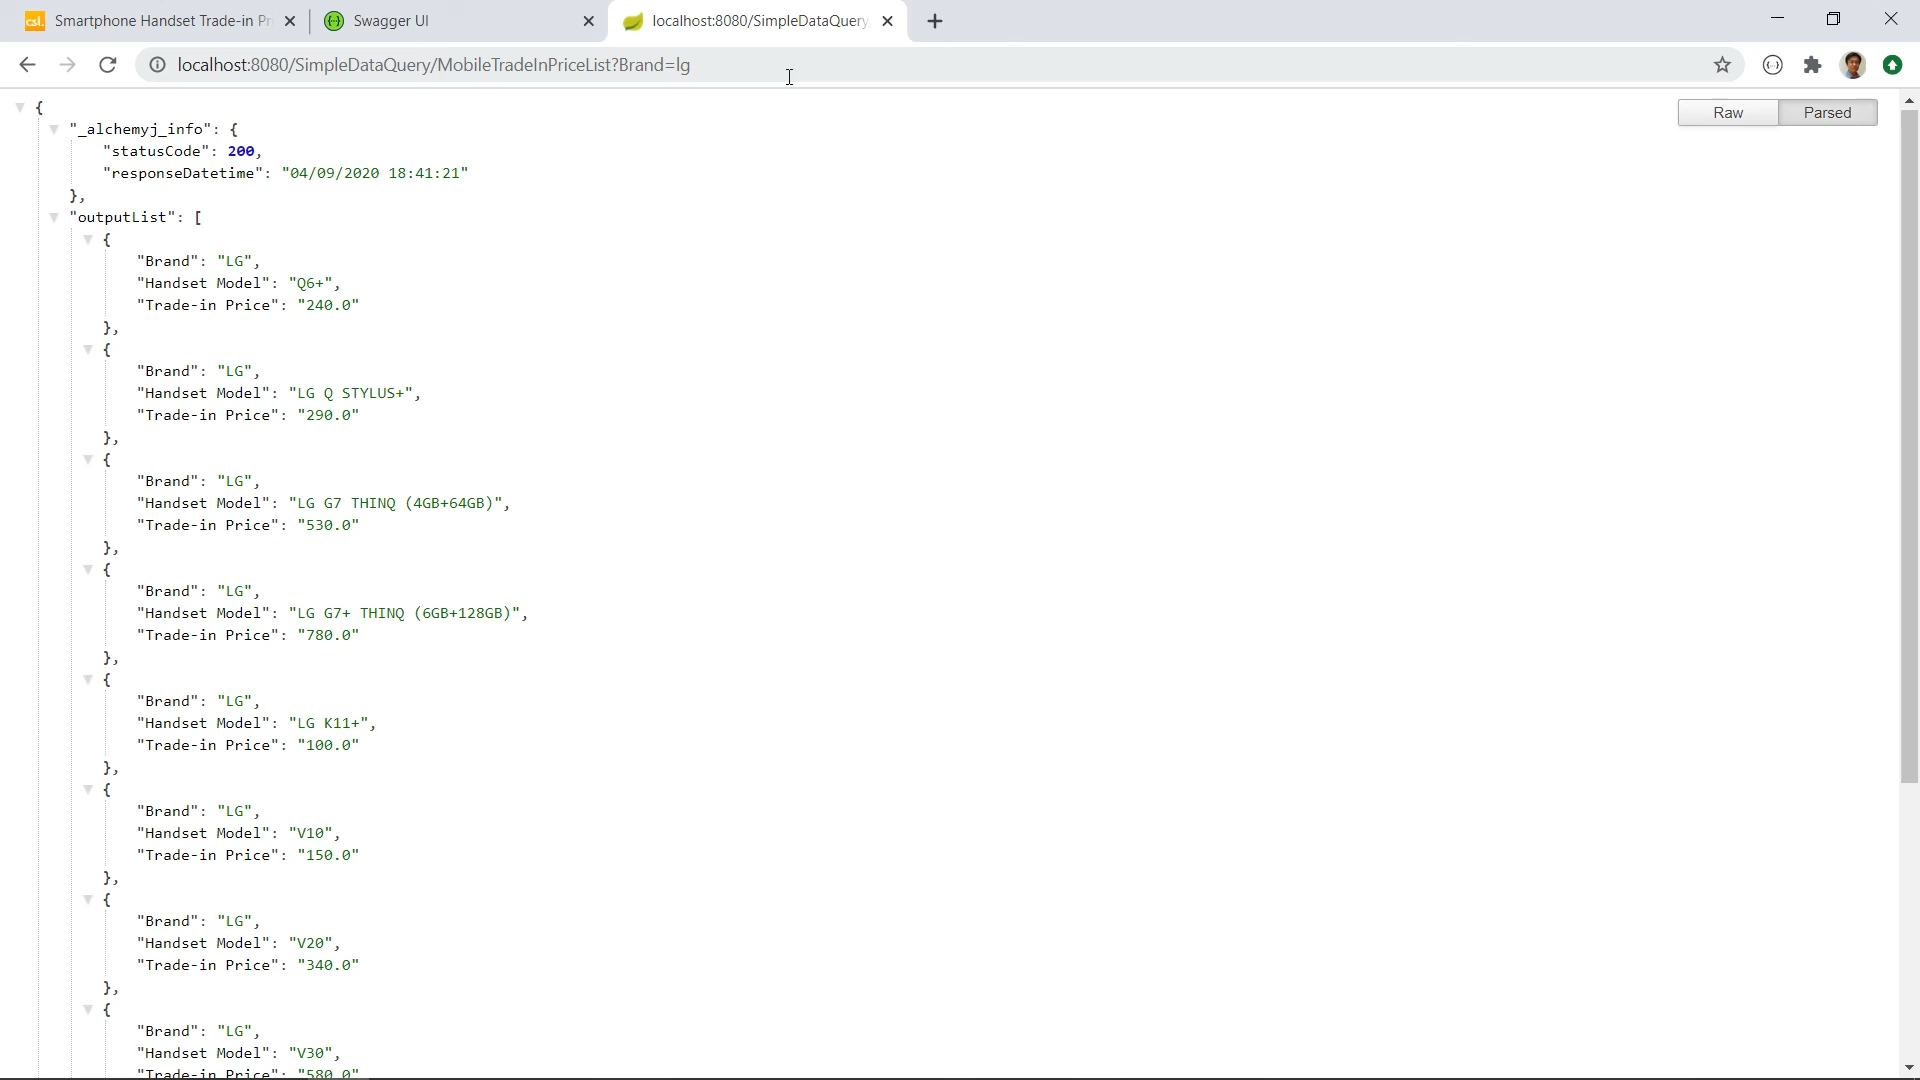 csl. Smartphone Handset Trade-in Pr
Swagger UI
localhost:8080/SimpleDataQuery
localhost:8080/SimpleDataQuery/MobileTradeInPriceList?Brand=lg
Raw
Parsed
{
"_alchemyj_info": {
"statusCode": 200,
"responseDatetime": "04/09/2020 18:41:21"
},
"outputList": [
{
"Brand": "LG",
"Handset Model": "Q6+",
"Trade-in Price": "240.0"
},
{
"Brand": "LG",
"Handset Model": "LG Q STYLUS+",
"Trade-in Price": "290.0"
},
{
"Brand": "LG",
"Handset Model": "LG G7 THINQ (4GB+64GB)",
"Trade-in Price": "530.0"
},
{
"Brand": "LG",
"Handset Model": "LG G7+ THINQ (6GB+128GB)",
"Trade-in Price": "780.0"
},
{
"Brand": "LG",
"Handset Model": "LG K11+",
"Trade-in Price": "100.0"
},
{
"Brand": "LG",
"Handset Model": "V10",
"Trade-in Price": "150.0"
},
{
"Brand": "LG",
"Handset Model": "V20",
"Trade-in Price": "340.0"
},
{
"Brand": "LG",
"Handset Model": "V30",
"Trade-in Price": "580.0"